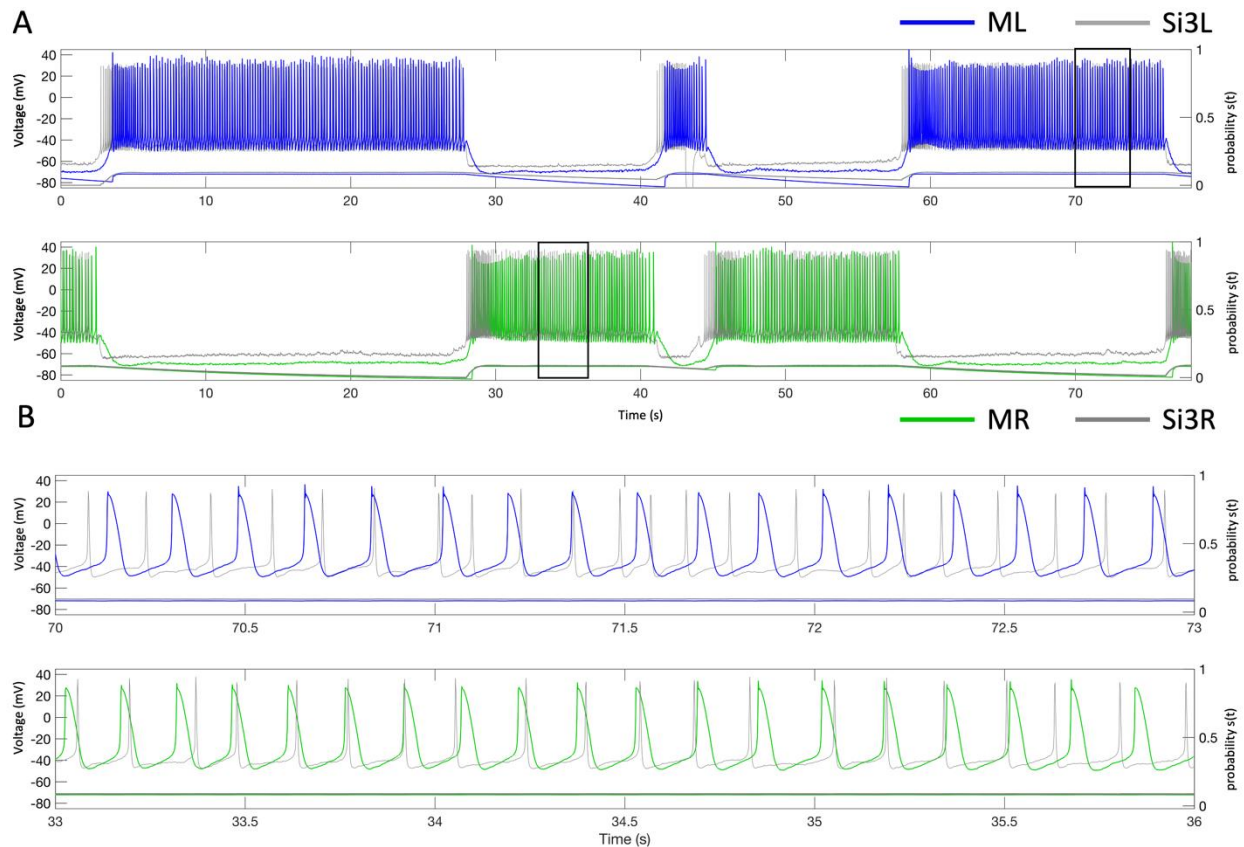 A
ML Si3L
Voltage (mV)
40
20
0
-20
-40
-60
-80
1
0.5
0
probability s(t)
0 10 20 30 40 50 60 70
Voltage (mV)
40
20
0
-20
-40
-60
-80
1
0.5
0
probability s(t)
0 10 20 30 40 50 60 70
Time (s)
B
MR Si3R
Voltage (mV)
40
20
0
-20
-40
-60
-80
1
0.5
0
probability s(t)
70 70.5 71 71.5 72 72.5 73
Voltage (mV)
40
20
0
-20
-40
-60
-80
1
0.5
0
probability s(t)
33 33.5 34 34.5 35 35.5 36
Time (s)